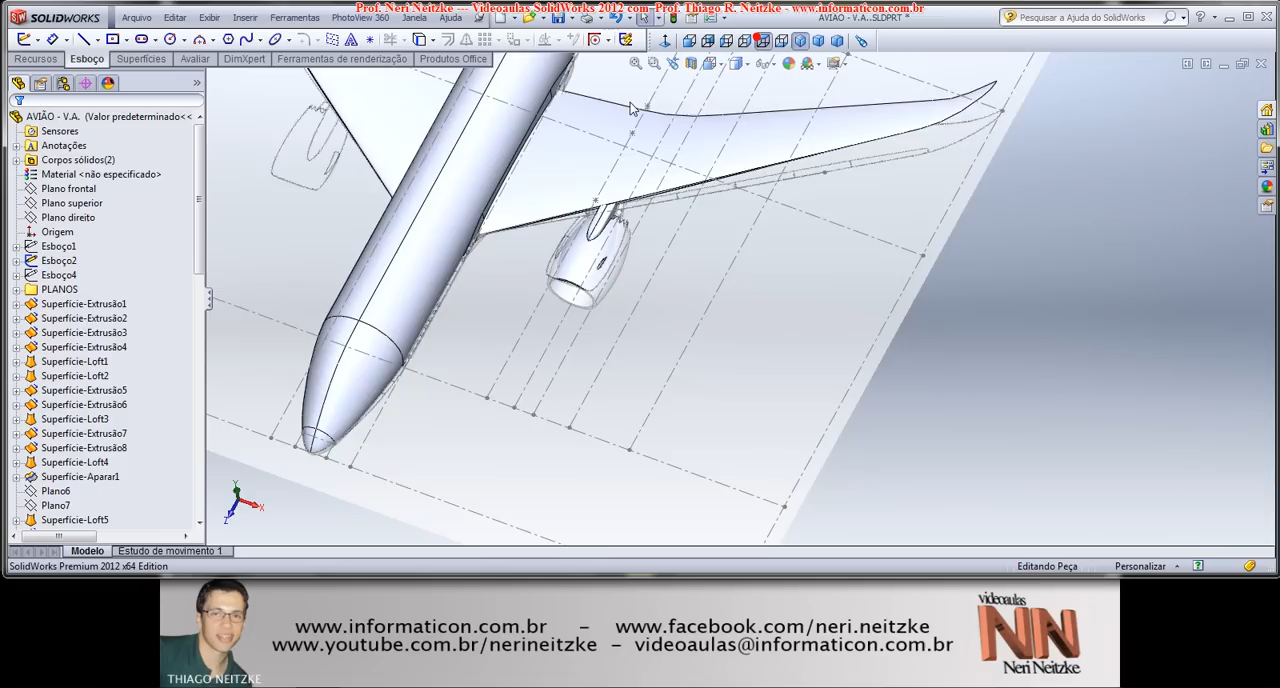 Prof. Neri Neitzke --- Videoaulas SolidWorks 2012 com Prof. Thiago R. Neitzke - www.informaticon.com.br
SOLIDWORKS
Arquivo Editar Exibir Inserir Ferramentas PhotoView 360 Janela Ajuda
AVIÃO - V.A..SLDPRT *
Pesquisar a Ajuda do SolidWorks
Recursos Esboço Superfícies Avaliar DimXpert Ferramentas de renderização Produtos Office
AVIÃO - V.A. (Valor predeterminado<<
Sensores
Anotações
Corpos sólidos(2)
Material <não especificado>
Plano frontal
Plano superior
Plano direito
Origem
Esboço1
Esboço2
Esboço4
PLANOS
Superfície-Extrusão1
Superfície-Extrusão2
Superfície-Extrusão3
Superfície-Extrusão4
Superfície-Loft1
Superfície-Loft2
Superfície-Extrusão5
Superfície-Extrusão6
Superfície-Loft3
Superfície-Extrusão7
Superfície-Extrusão8
Superfície-Loft4
Superfície-Aparar1
Plano6
Plano7
Superfície-Loft5
Y
X
Z
Modelo Estudo de movimento 1
SolidWorks Premium 2012 x64 Edition
Editando Peça
Personalizar
www.informaticon.com.br - www.facebook.com/neri.neitzke
www.youtube.com.br/nerineitzke - videoaulas@informaticon.com.br
THIAGO NEITZKE
videoaulas
NN
Neri Neitzke